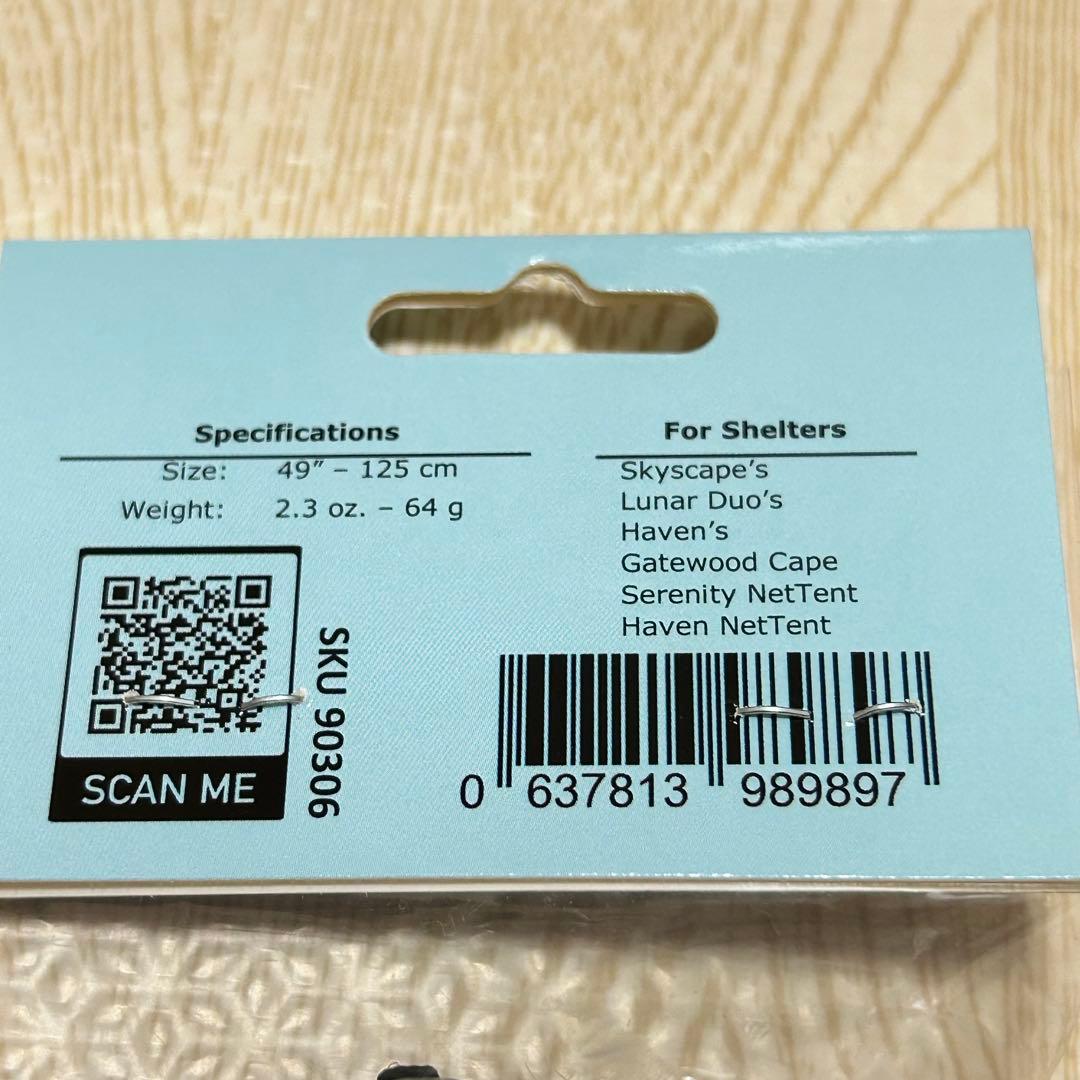 Specifications
Size: 49” – 125 cm
Weight: 2.3 oz. – 64 g
For Shelters
Skyscape’s
Lunar Duo’s
Haven’s
Gatewood Cape
Serenity NetTent
Haven NetTent
SCAN ME
SKU 90306
0 637813 989897